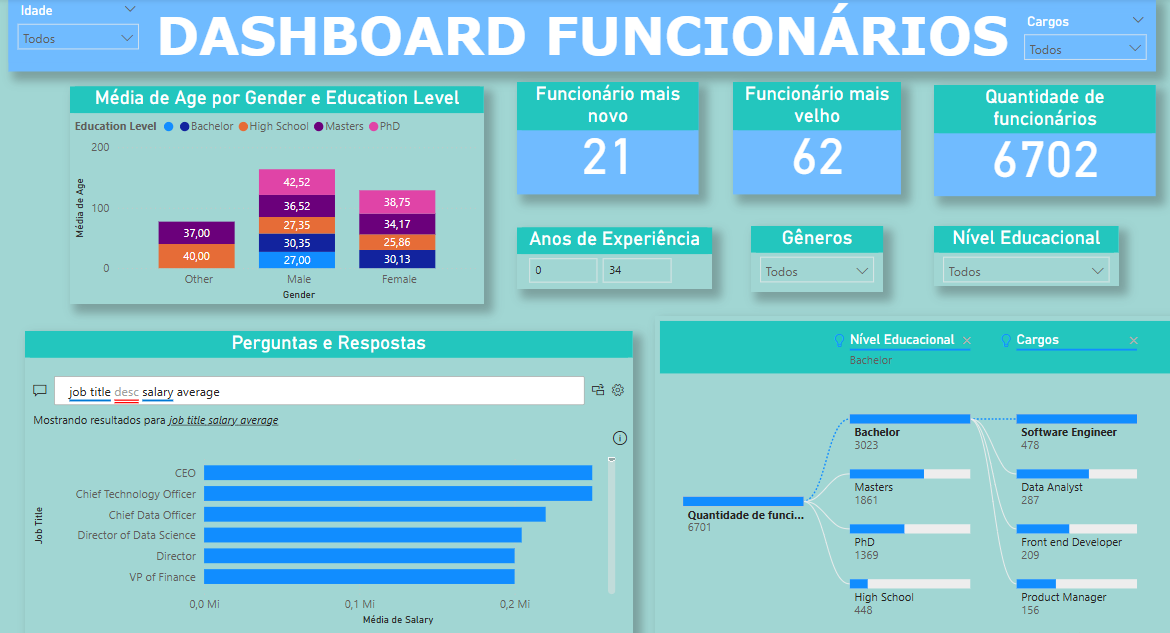 Idade
Todos
DASHBOARD FUNCIONÁRIOS
Cargos
Todos
Média de Age por Gender e Education Level
Education Level
Bachelor
High School
Masters
PhD
Média de Age
200
100
0
37,00
40,00
42,52
36,52
27,35
30,35
27,00
38,75
34,17
25,86
30,13
Other
Male
Female
Gender
Funcionário mais
novo
21
Funcionário mais
velho
62
Quantidade de
funcionários
6702
Anos de Experiência
0
34
Gêneros
Todos
Nível Educacional
Todos
Perguntas e Respostas
job title desc salary average
Mostrando resultados para job title salary average
Job Title
CEO
Chief Technology Officer
Chief Data Officer
Director of Data Science
Director
VP of Finance
0,0 Mi
0,1 Mi
0,2 Mi
Média de Salary
Nível Educacional
Bachelor
Cargos
Quantidade de funci...
6701
Bachelor
3023
Masters
1861
PhD
1369
High School
448
Software Engineer
478
Data Analyst
287
Front end Developer
209
Product Manager
156